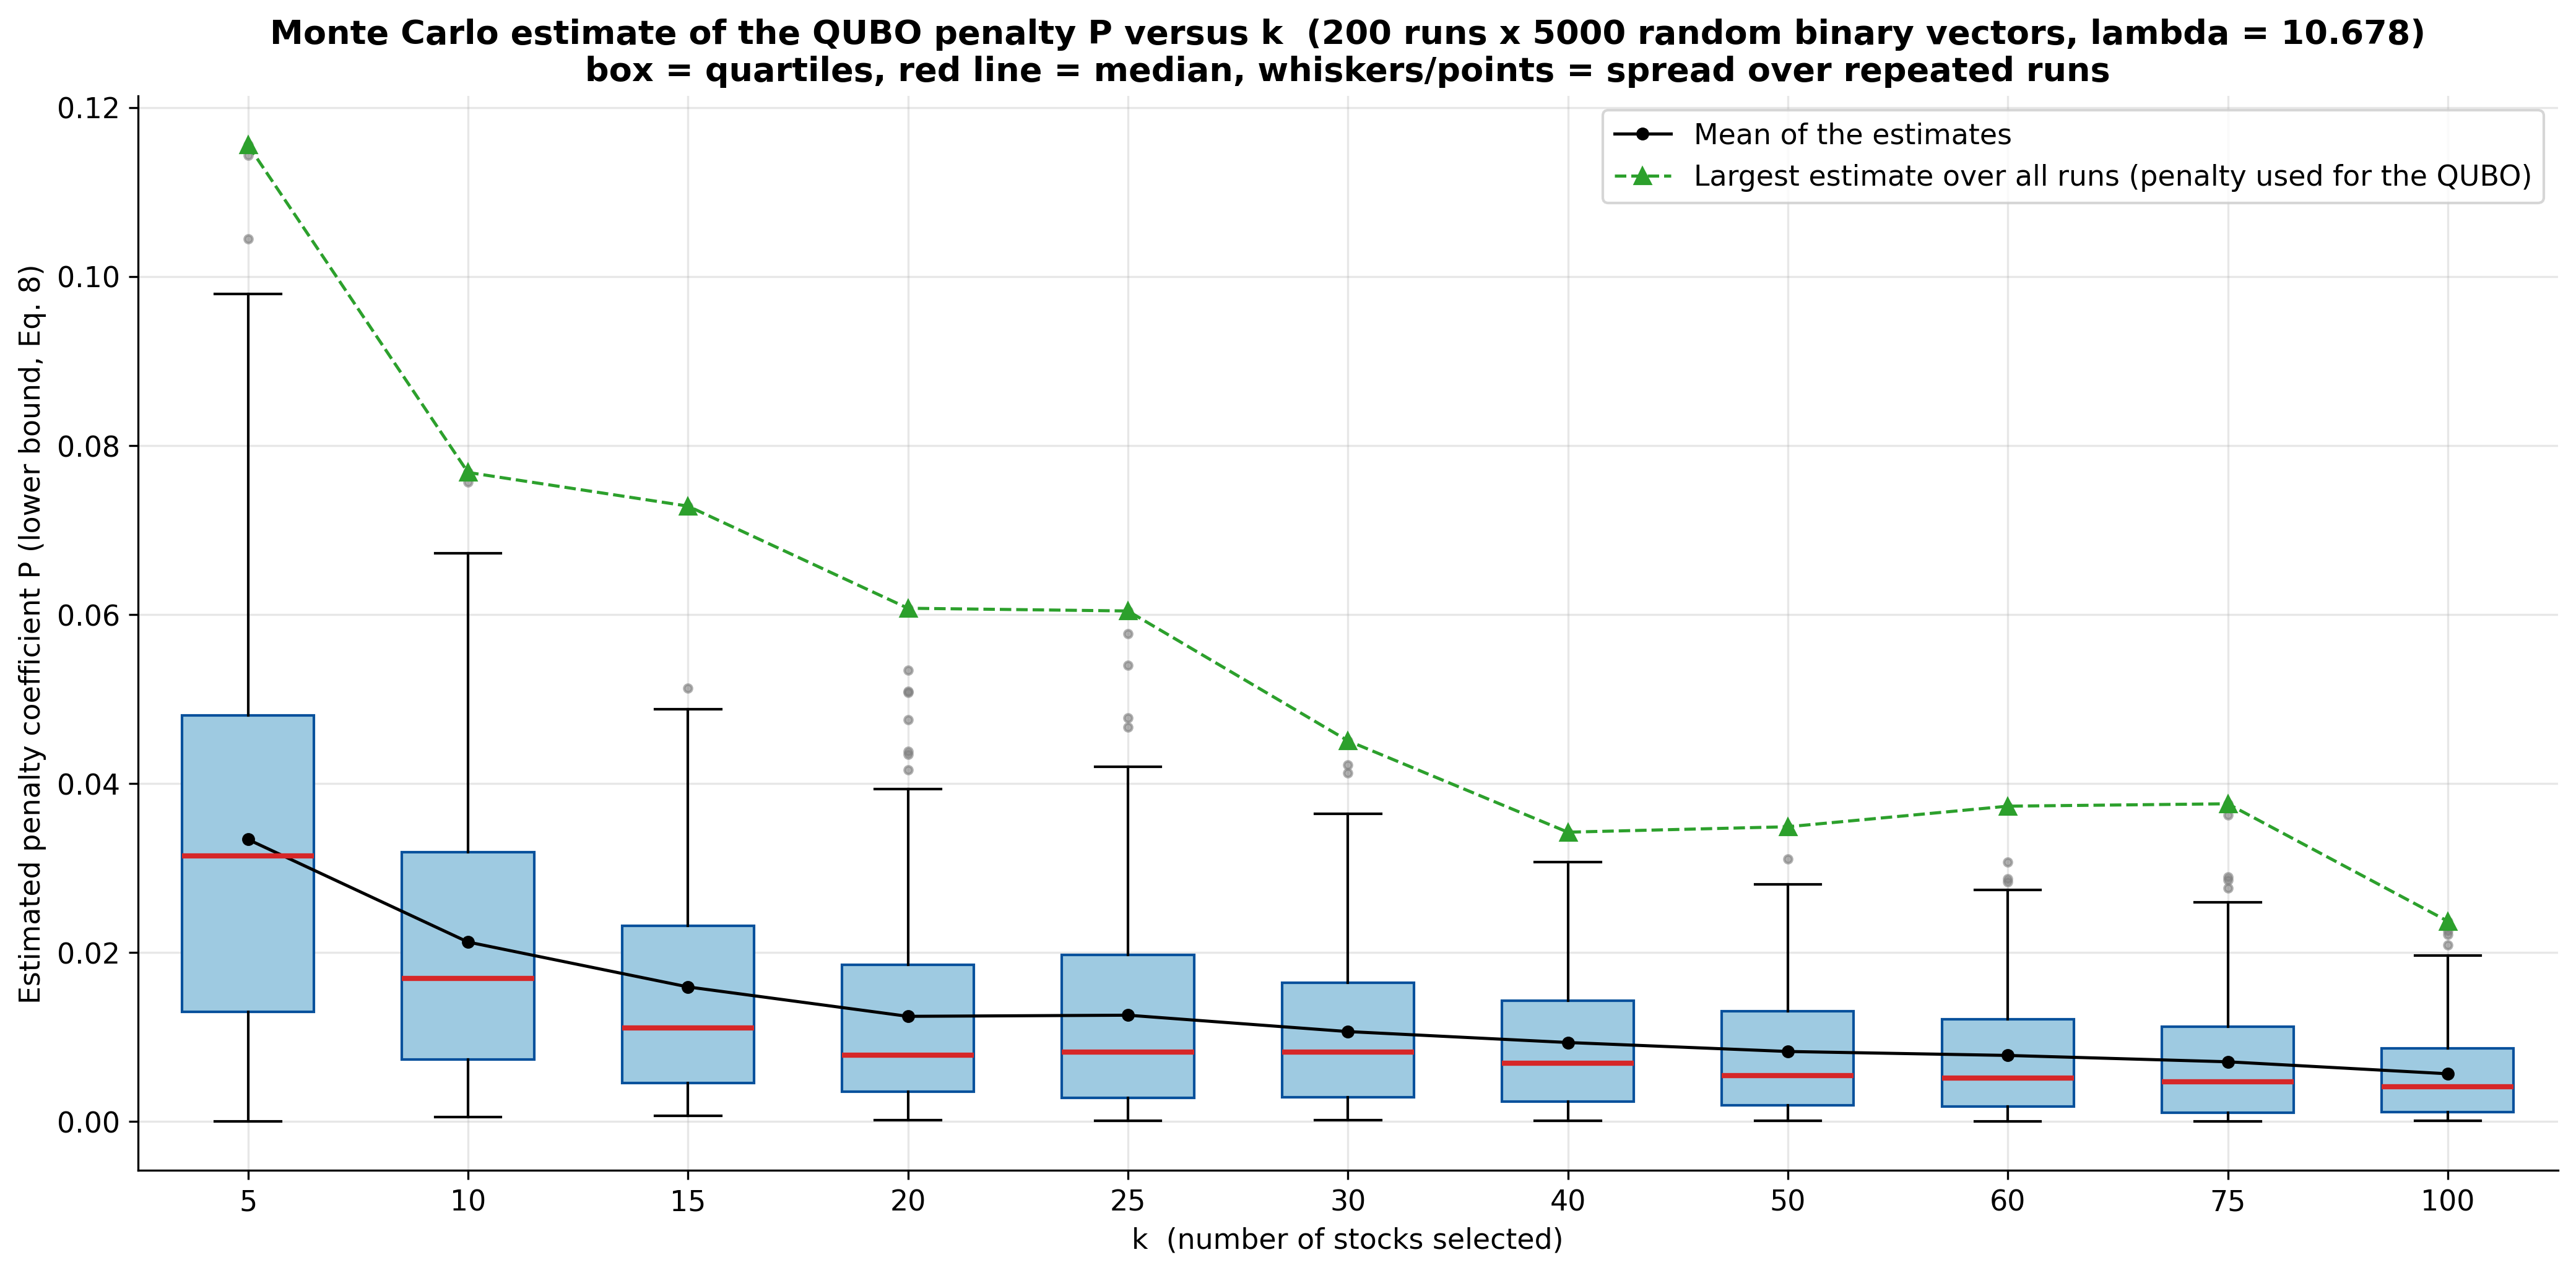 Monte Carlo estimate of the QUBO penalty P versus k (200 runs x 5000 random binary vectors, lambda = 10.678)
box = quartiles, red line = median, whiskers/points = spread over repeated runs
Mean of the estimates
Largest estimate over all runs (penalty used for the QUBO)
Estimated penalty coefficient P (lower bound, Eq. 8)
0.12
0.10
0.08
0.06
0.04
0.02
0.00
5 10 15 20 25 30 40 50 60 75 100
k (number of stocks selected)